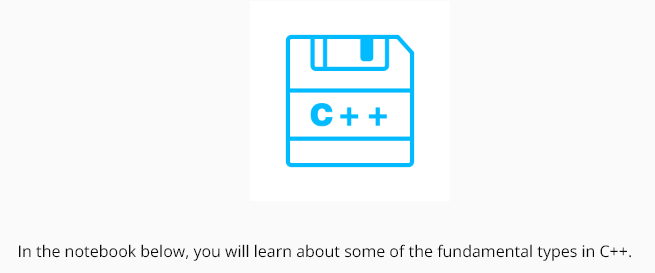 C++
In the notebook below, you will learn about some of the fundamental types in C++.